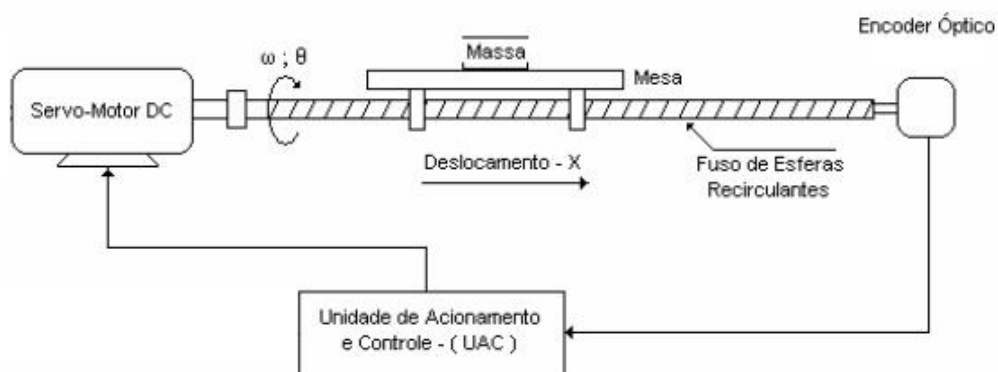 Encoder Óptico
Massa
ω ; θ
Mesa
Servo-Motor DC
Deslocamento - X
Fuso de Esferas
Recirculantes
Unidade de Acionamento
e Controle - ( UAC )